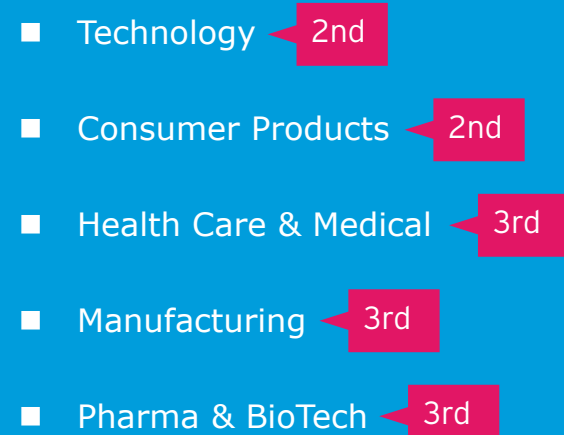 Technology 2nd
Consumer Products 2nd
Health Care & Medical 3rd
Manufacturing 3rd
Pharma & BioTech 3rd